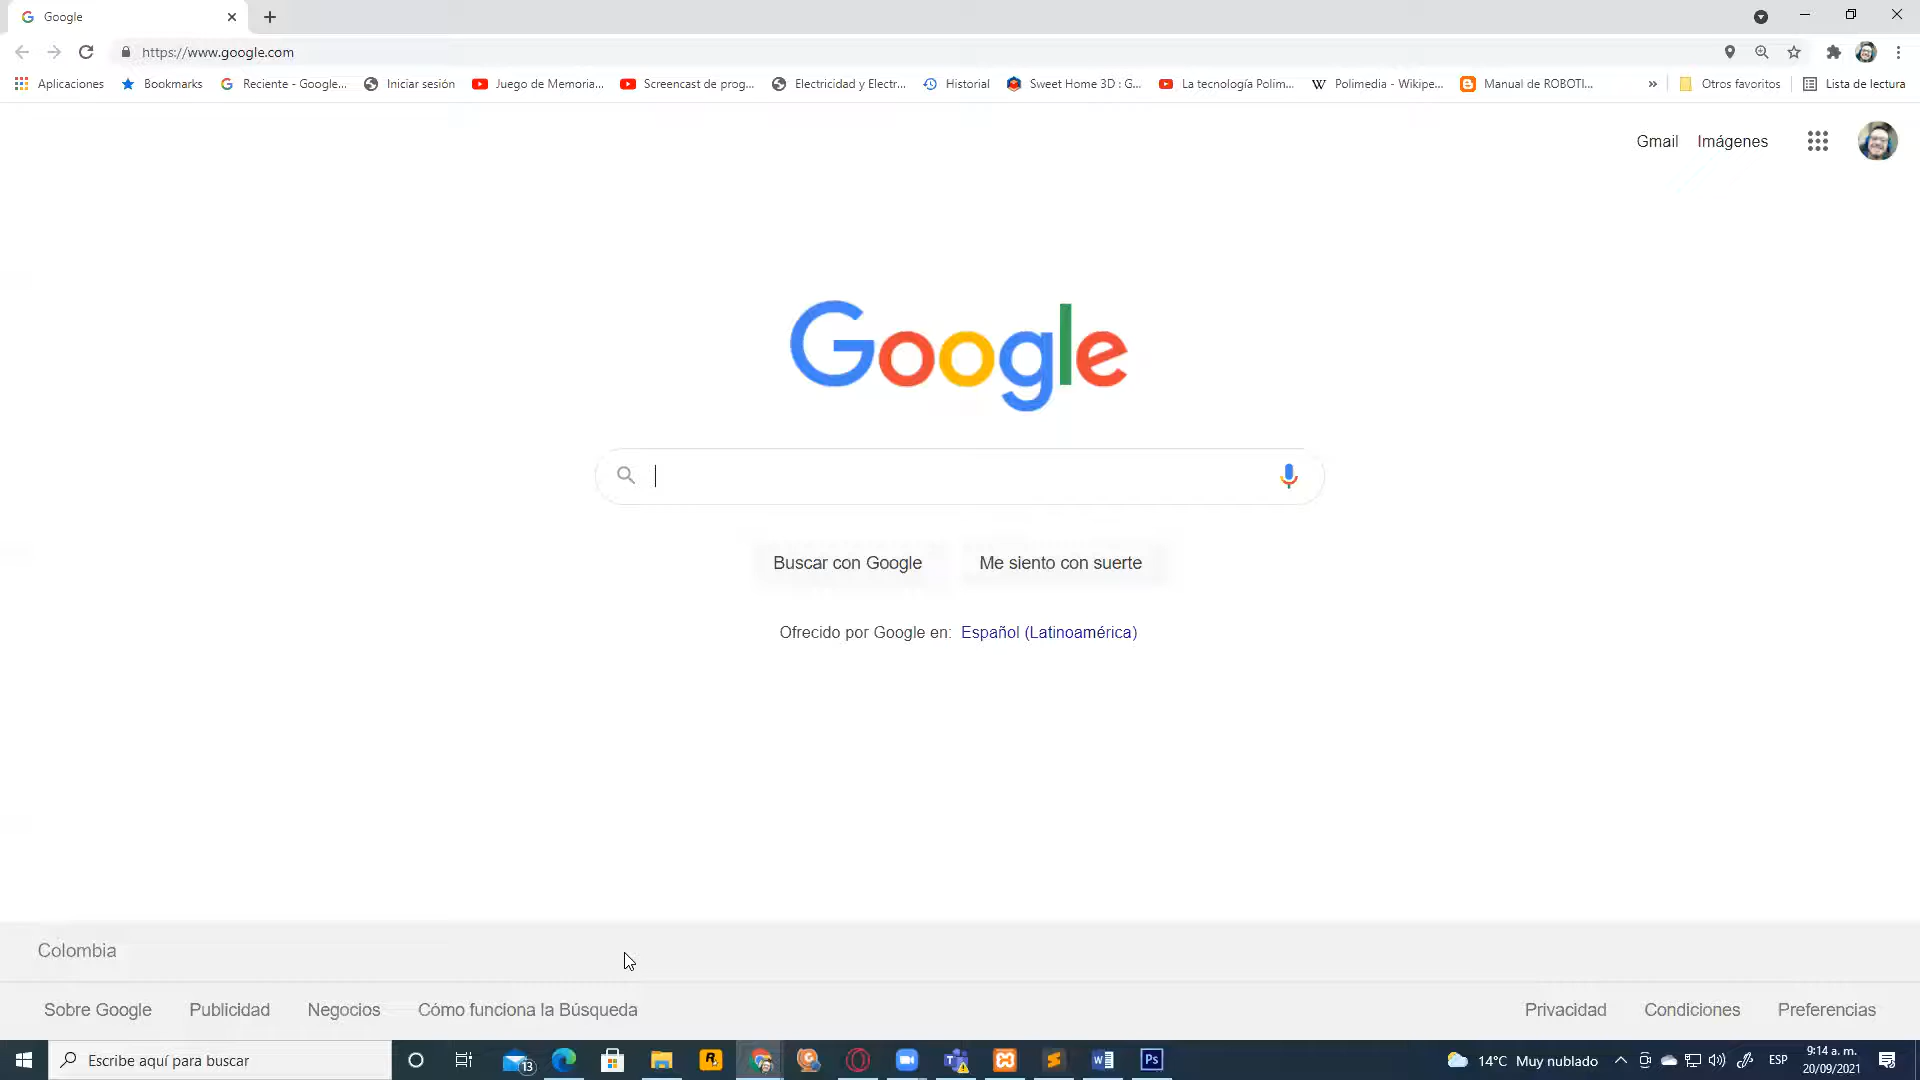 Google
https://www.google.com
Aplicaciones Bookmarks Reciente - Google... Iniciar sesión Juego de Memoria... Screencast de prog... Electricidad y Electr... Historial Sweet Home 3D : G... La tecnología Polim... Polimedia - Wikipe... Manual de ROBOTI... » Otros favoritos Lista de lectura
Gmail Imágenes
Google
Buscar con Google Me siento con suerte
Ofrecido por Google en: Español (Latinoamérica)
Colombia
Sobre Google Publicidad Negocios Cómo funciona la Búsqueda Privacidad Condiciones Preferencias
Escribe aquí para buscar 13 14°C Muy nublado ESP 9:14 a. m.
20/09/2021